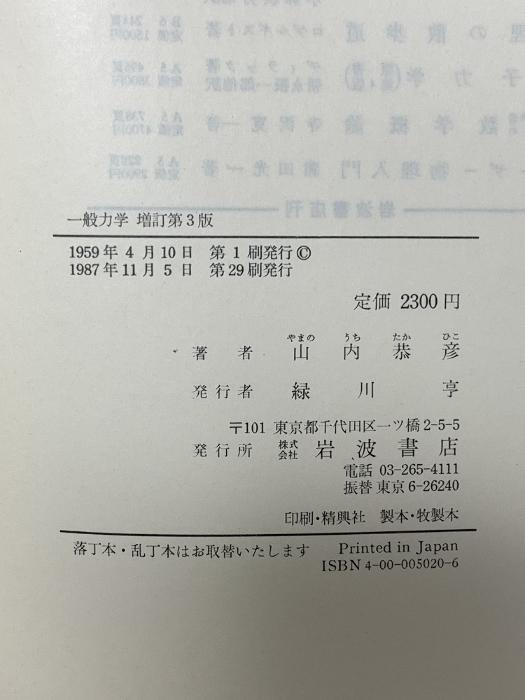 一般力学 増訂第3版
1959年 4月10日 第 1 刷発行©
1987年11月 5日 第29刷発行
定価 2300円
やまの うち たか ひこ
著者 山内恭彦
発行者 緑川亨
〒101 東京都千代田区一ツ橋2-5-5
発行所 株式会社 岩波書店
電話 03-265-4111
振替 東京6-26240
印刷・精興社 製本・牧製本
落丁本・乱丁本はお取替いたします Printed in Japan
ISBN4-00-005020-6